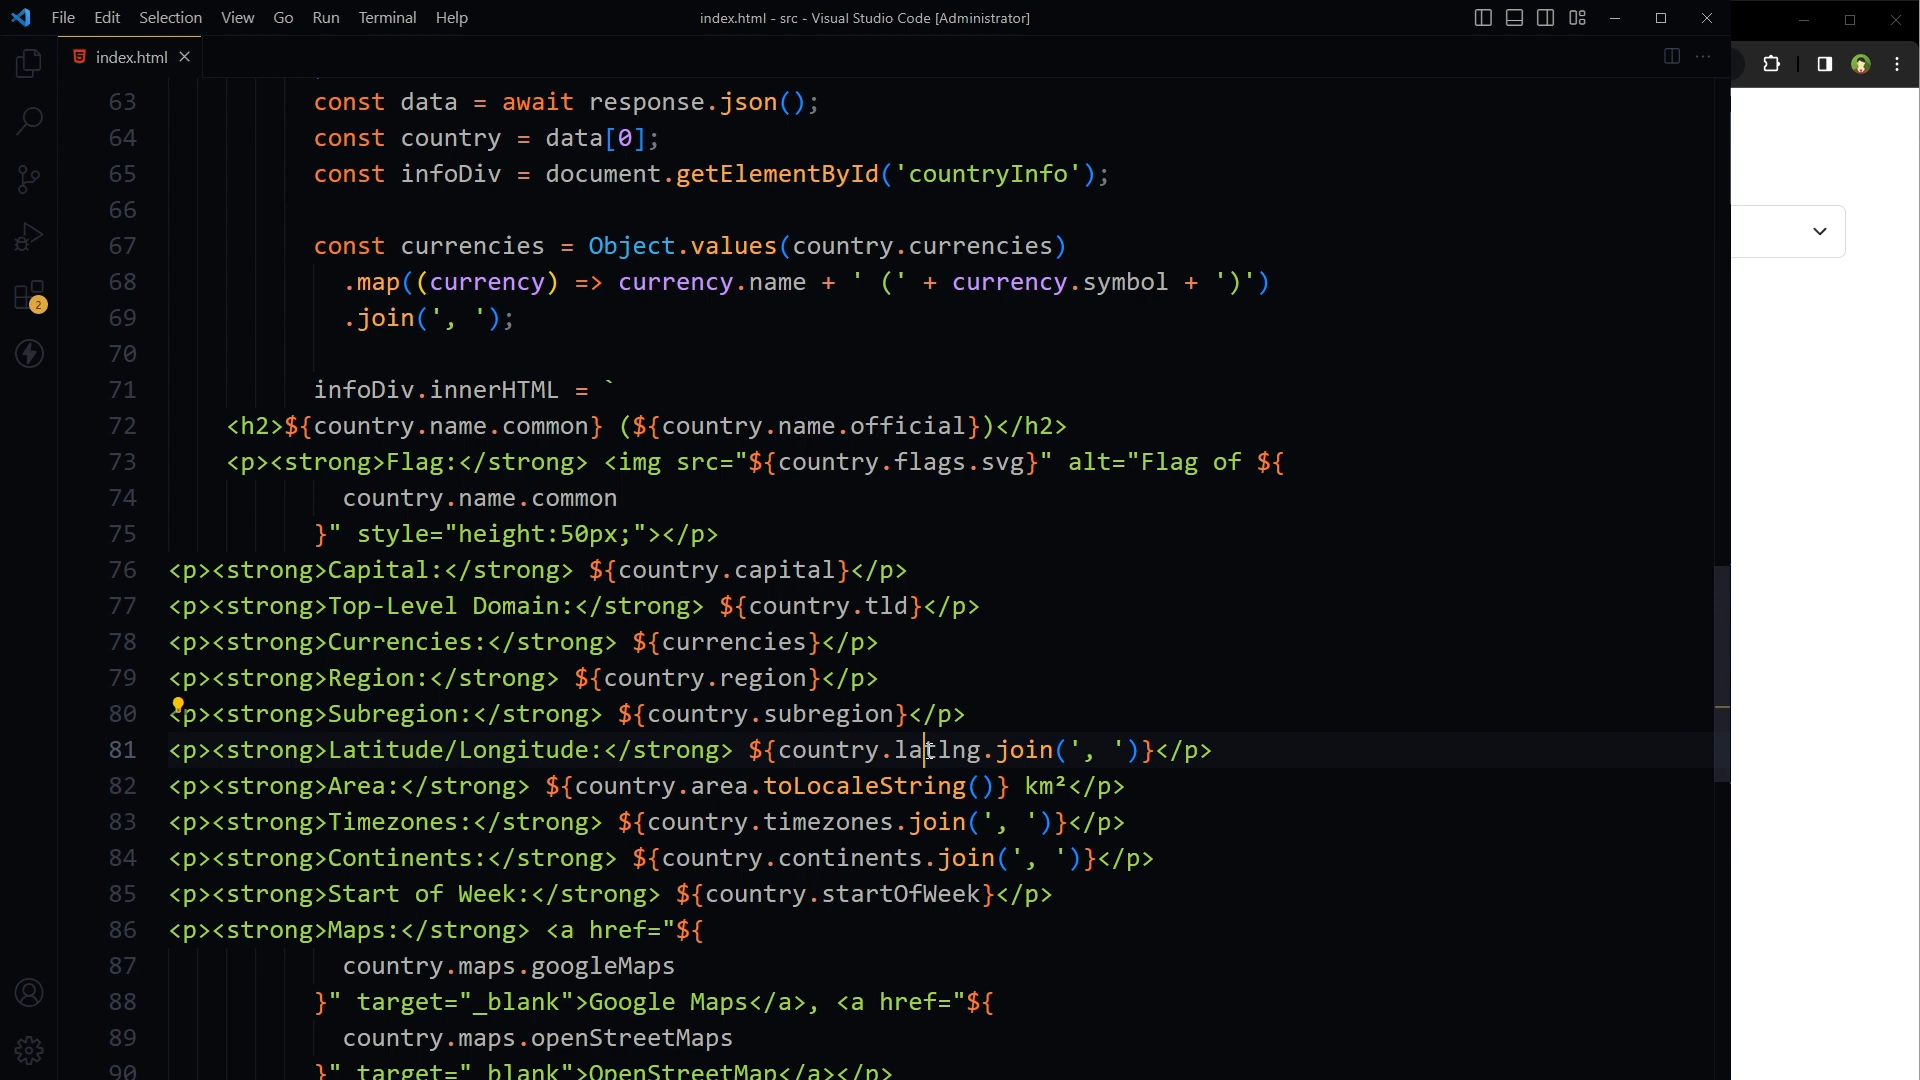 File Edit Selection View Go Run Terminal Help
index.html - src - Visual Studio Code [Administrator]
index.html
63 const data = await response.json();
64 const country = data[0];
65 const infoDiv = document.getElementById('countryInfo');
66
67 const currencies = Object.values(country.currencies)
68 .map((currency) => currency.name + ' (' + currency.symbol + ')')
69 .join(', ');
70
71 infoDiv.innerHTML = `
72 <h2>${country.name.common} (${country.name.official})</h2>
73 <p><strong>Flag:</strong> <img src="${country.flags.svg}" alt="Flag of ${
74 country.name.common
75 }" style="height:50px;"></p>
76 <p><strong>Capital:</strong> ${country.capital}</p>
77 <p><strong>Top-Level Domain:</strong> ${country.tld}</p>
78 <p><strong>Currencies:</strong> ${currencies}</p>
79 <p><strong>Region:</strong> ${country.region}</p>
80 <p><strong>Subregion:</strong> ${country.subregion}</p>
81 <p><strong>Latitude/Longitude:</strong> ${country.latlng.join(', ')}</p>
82 <p><strong>Area:</strong> ${country.area.toLocaleString()} km²</p>
83 <p><strong>Timezones:</strong> ${country.timezones.join(', ')}</p>
84 <p><strong>Continents:</strong> ${country.continents.join(', ')}</p>
85 <p><strong>Start of Week:</strong> ${country.startOfWeek}</p>
86 <p><strong>Maps:</strong> <a href="${
87 country.maps.googleMaps
88 }" target="_blank">Google Maps</a>, <a href="${
89 country.maps.openStreetMaps
90 }" target="_blank">OpenStreetMap</a></p>
2